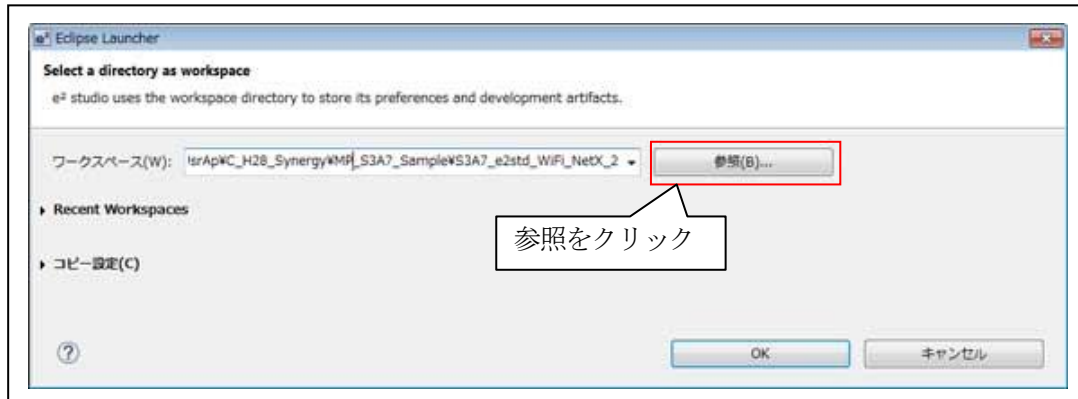 e² Eclipse Launcher
Select a directory as workspace
e² studio uses the workspace directory to store its preferences and development artifacts.
ワークスペース(W): IsrAp¥C_H28_Synergy¥MP_S3A7_Sample¥S3A7_e2std_WiFi_NetX_2 参照(B)...
Recent Workspaces
参照をクリック
コピー設定(C)
? OK キャンセル